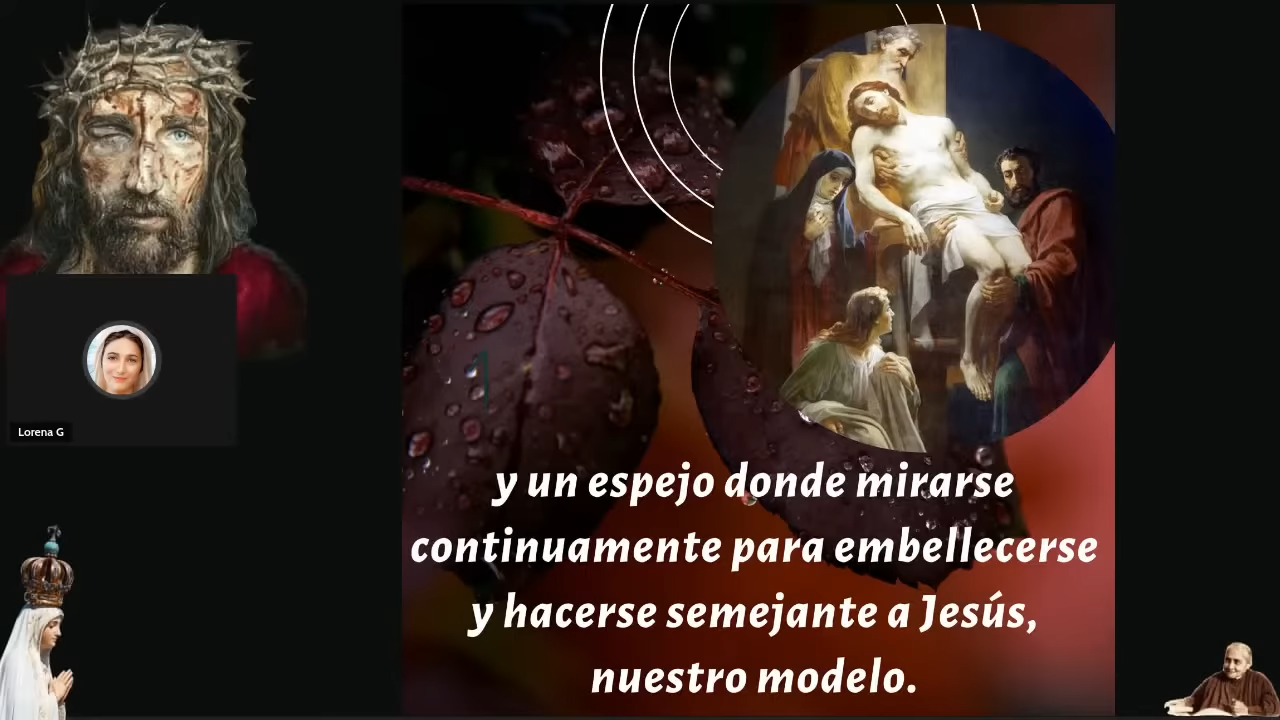 Lorena G
y un espejo donde mirarse
continuamente para embellecerse
y hacerse semejante a Jesús,
nuestro modelo.